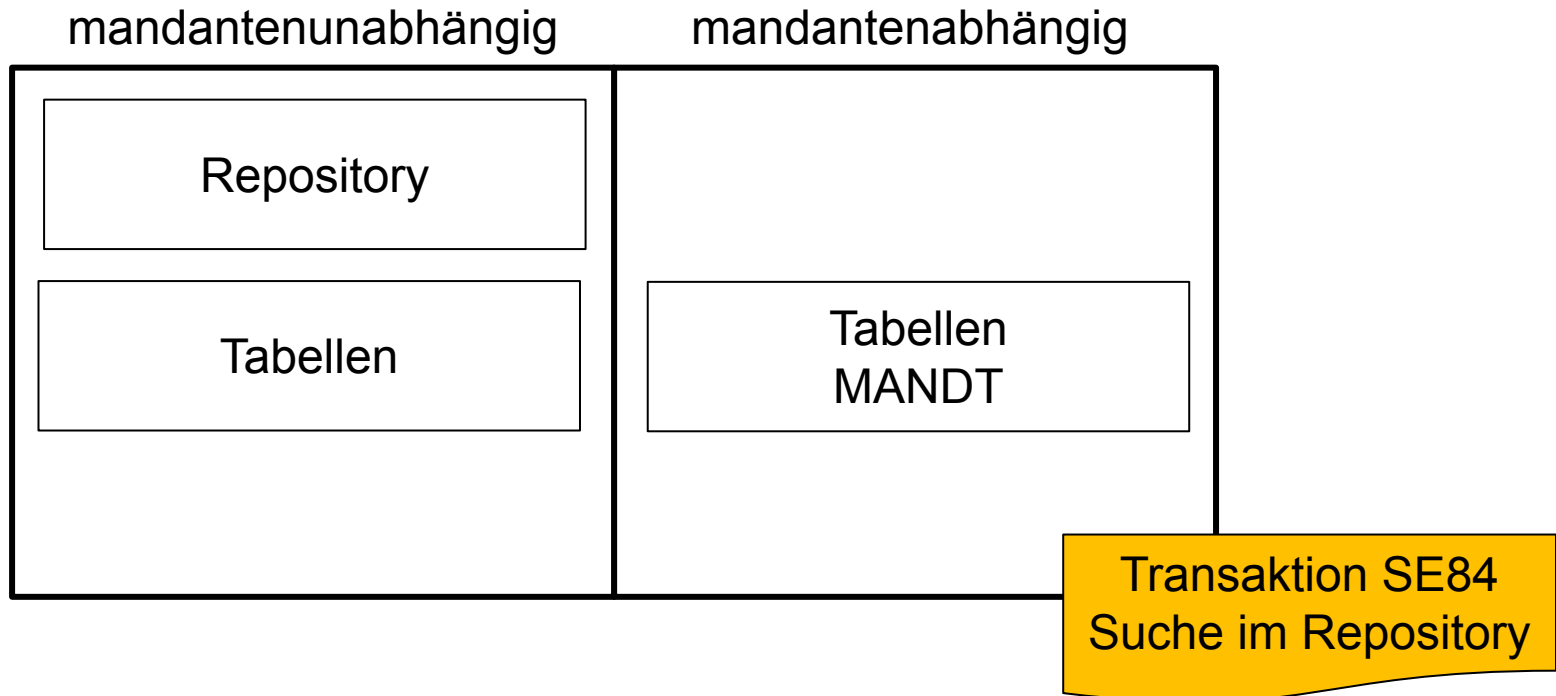 mandantenunabhängig
mandantenabhängig
Repository
Tabellen
Tabellen
MANDT
Transaktion SE84
Suche im Repository